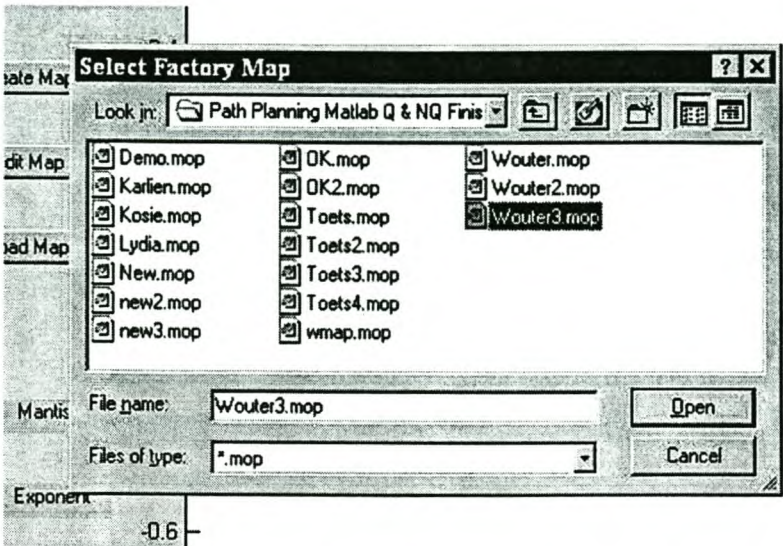 Select Factory Map
Look in: Path Planning Matlab Q & NQ Finis
Demo.mop
Karlien.mop
Kosie.mop
Lydia.mop
New.mop
new2.mop
new3.mop
OK.mop
OK2.mop
Toets.mop
Toets2.mop
Toets3.mop
Toets4.mop
wmap.mop
Wouter.mop
Wouter2.mop
Wouter3.mop
File name: Wouter3.mop
Open
Files of type: *.mop
Cancel
eate Map
dit Map
oad Map
Mantis
Exponent
-0.6